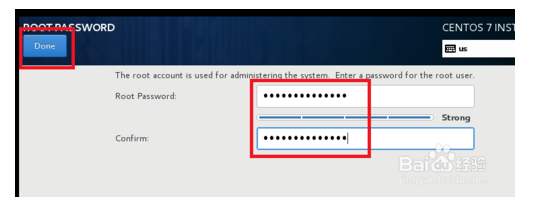 ROOT PASSWORD
CENTOS 7 INST
Done
us
The root account is used for administering the system. Enter a password for the root user.
Root Password:
••••••••••••••
Strong
Confirm:
••••••••••••••
Bai du 经验
jingyan.baidu.com